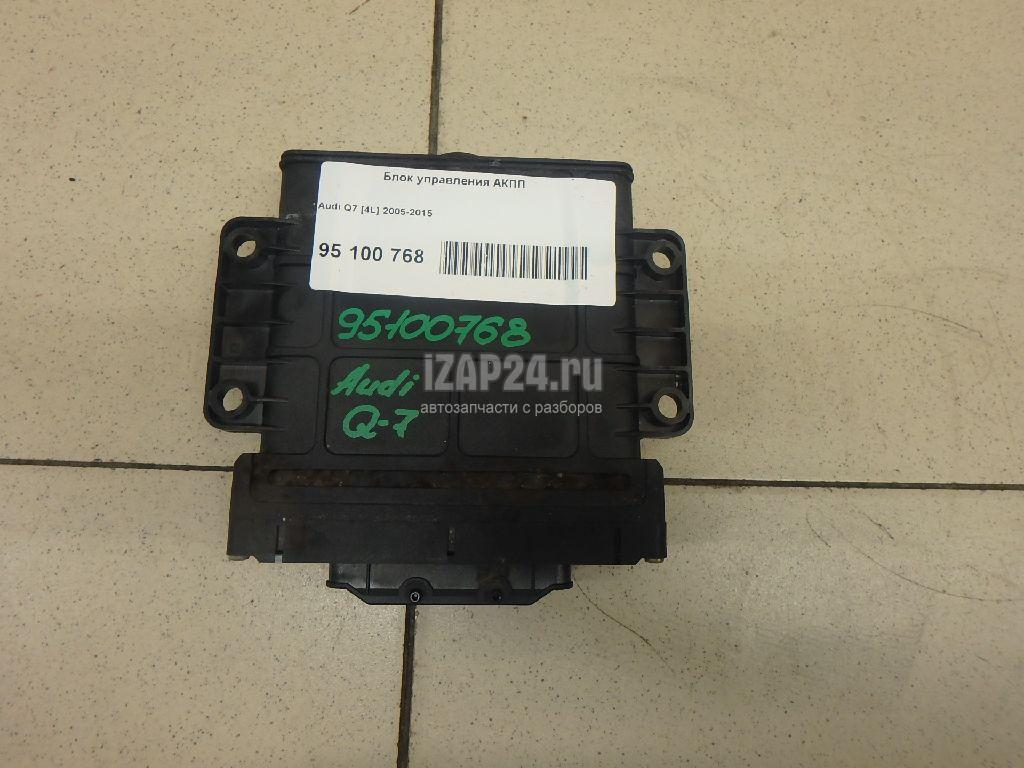 Блок управления АКПП
Audi Q7 [4L] 2005-2015
95 100 768
95100768
Audi
Q-7
iZAP24.ru
автозапчасти с разборов